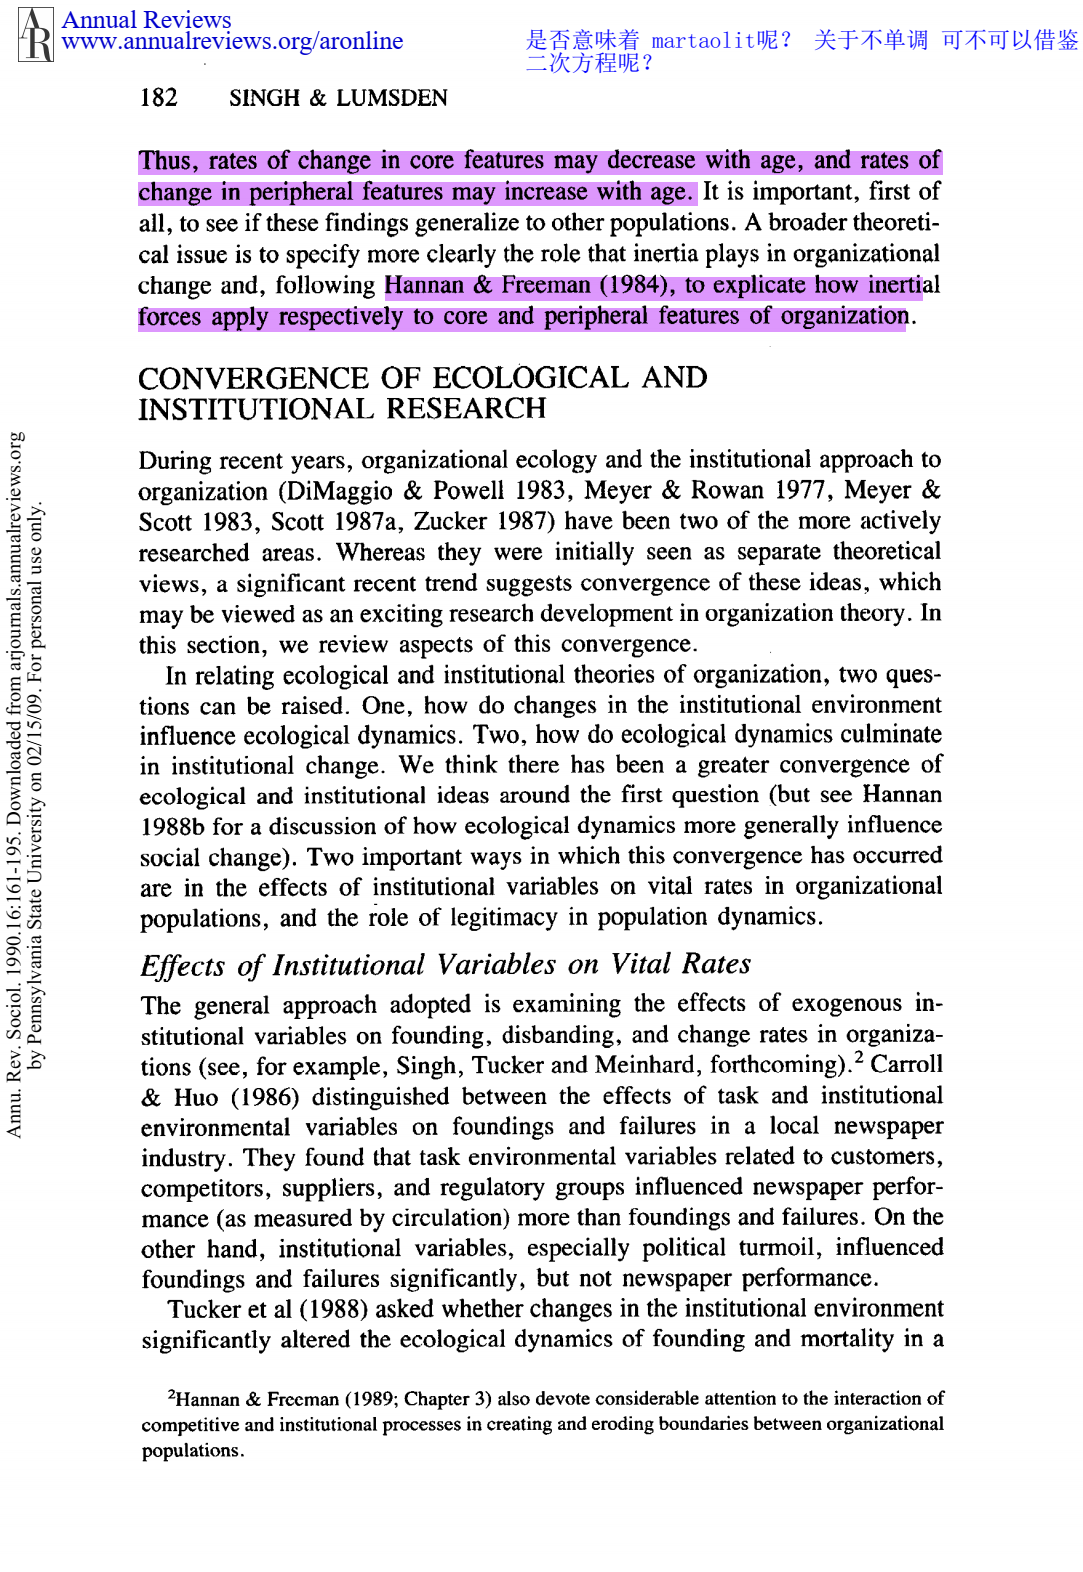 Annual Reviews
www.annualreviews.org/aronline
是否意味着 martaolit呢？ 关于不单调 可不可以借鉴
二次方程呢？
182 SINGH & LUMSDEN
Thus, rates of change in core features may decrease with age, and rates of
change in peripheral features may increase with age. It is important, first of
all, to see if these findings generalize to other populations. A broader theoreti-
cal issue is to specify more clearly the role that inertia plays in organizational
change and, following Hannan & Freeman (1984), to explicate how inertial
forces apply respectively to core and peripheral features of organization.
CONVERGENCE OF ECOLOGICAL AND
INSTITUTIONAL RESEARCH
During recent years, organizational ecology and the institutional approach to
organization (DiMaggio & Powell 1983, Meyer & Rowan 1977, Meyer &
Scott 1983, Scott 1987a, Zucker 1987) have been two of the more actively
researched areas. Whereas they were initially seen as separate theoretical
views, a significant recent trend suggests convergence of these ideas, which
may be viewed as an exciting research development in organization theory. In
this section, we review aspects of this convergence.
In relating ecological and institutional theories of organization, two ques-
tions can be raised. One, how do changes in the institutional environment
influence ecological dynamics. Two, how do ecological dynamics culminate
in institutional change. We think there has been a greater convergence of
ecological and institutional ideas around the first question (but see Hannan
1988b for a discussion of how ecological dynamics more generally influence
social change). Two important ways in which this convergence has occurred
are in the effects of institutional variables on vital rates in organizational
populations, and the role of legitimacy in population dynamics.
Effects of Institutional Variables on Vital Rates
The general approach adopted is examining the effects of exogenous in-
stitutional variables on founding, disbanding, and change rates in organiza-
tions (see, for example, Singh, Tucker and Meinhard, forthcoming).² Carroll
& Huo (1986) distinguished between the effects of task and institutional
environmental variables on foundings and failures in a local newspaper
industry. They found that task environmental variables related to customers,
competitors, suppliers, and regulatory groups influenced newspaper perfor-
mance (as measured by circulation) more than foundings and failures. On the
other hand, institutional variables, especially political turmoil, influenced
foundings and failures significantly, but not newspaper performance.
Tucker et al (1988) asked whether changes in the institutional environment
significantly altered the ecological dynamics of founding and mortality in a
²Hannan & Freeman (1989; Chapter 3) also devote considerable attention to the interaction of
competitive and institutional processes in creating and eroding boundaries between organizational
populations.
Annu. Rev. Sociol. 1990.16:161-195. Downloaded from arjournals.annualreviews.org
by Pennsylvania State University on 02/15/09. For personal use only.